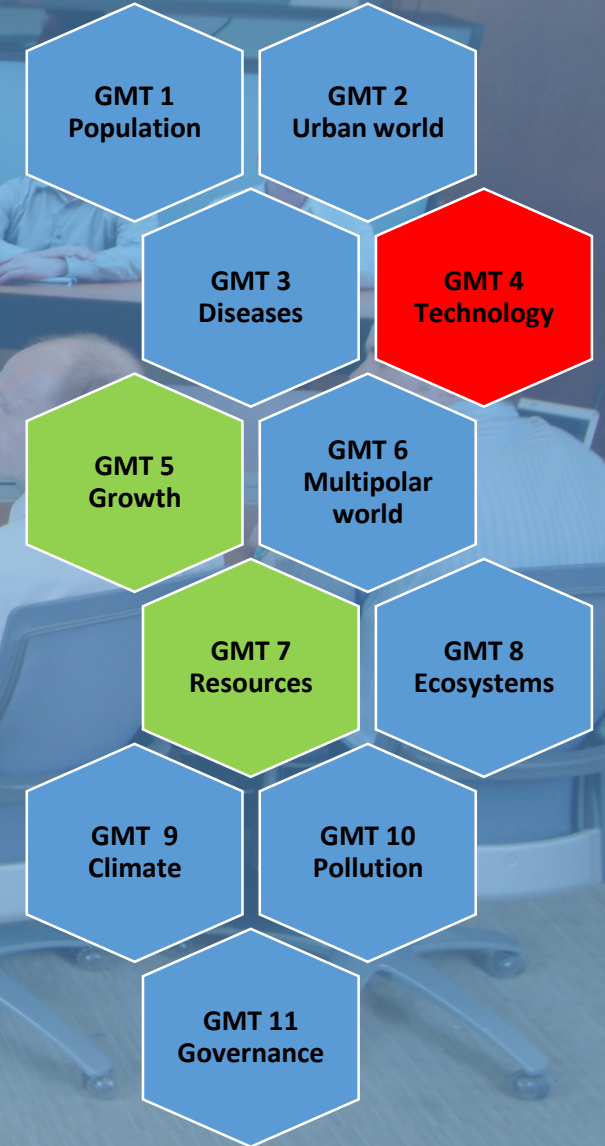 GMT 1
Population
GMT 2
Urban world
GMT 3
Diseases
GMT 4
Technology
GMT 5
Growth
GMT 6
Multipolar
world
GMT 7
Resources
GMT 8
Ecosystems
GMT  9
Climate
GMT 10
Pollution
GMT 11
Governance